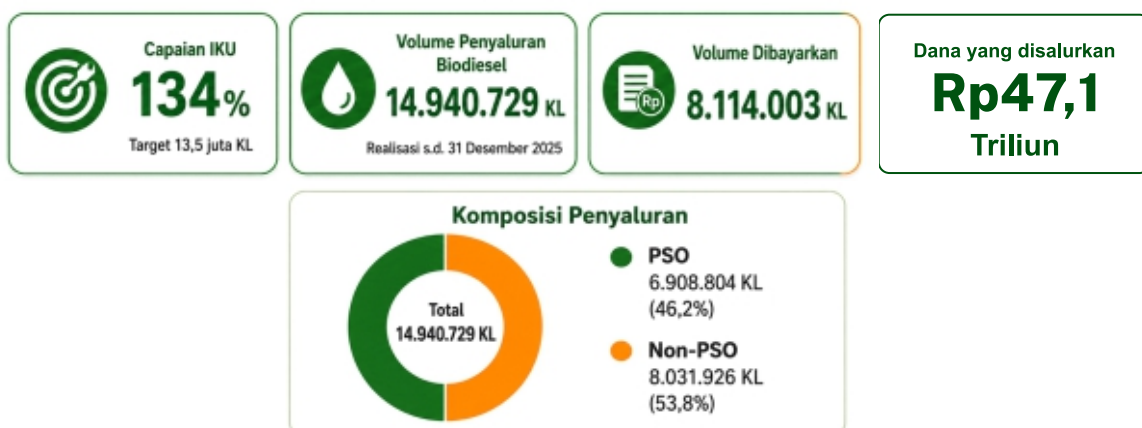 Capaian IKU
134%
Target 13,5 juta KL
Volume Penyaluran
Biodiesel
14.940.729 KL
Realisasi s.d. 31 Desember 2025
Volume Dibayarkan
Rp
8.114.003 KL
Dana yang disalurkan
Rp47,1
Triliun
Komposisi Penyaluran
Total
14.940.729 KL
PSO
6.908.804 KL
(46,2%)
Non-PSO
8.031.926 KL
(53,8%)